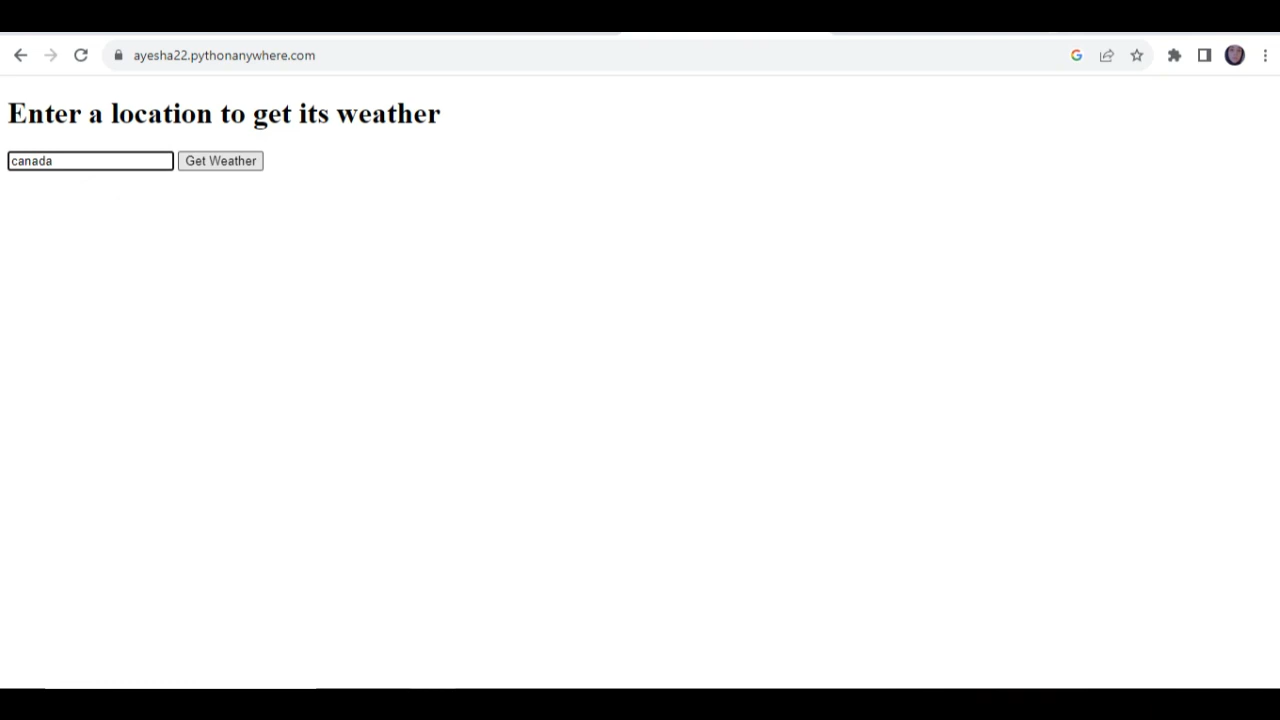 ayesha22.pythonanywhere.com
Enter a location to get its weather
canada Get Weather